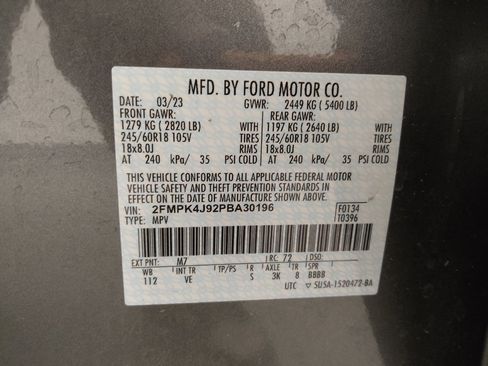 MFD. BY FORD MOTOR CO.
DATE: 03/23 GVWR: 2449 KG (5400 LB)
FRONT GAWR: REAR GAWR:
1279 KG (2820 LB) WITH 1197 KG (2640 LB) WITH
245/60R18 105V TIRES 245/60R18 105V TIRES
18x8.0J RIMS 18x8.0J RIMS
AT 240 kPa/ 35 PSI COLD AT 240 kPa/ 35 PSI COLD
THIS VEHICLE CONFORMS TO ALL APPLICABLE FEDERAL MOTOR
VEHICLE SAFETY AND THEFT PREVENTION STANDARDS IN
EFFECT ON THE DATE OF MANUFACTURE SHOWN ABOVE.
VIN: 2FMPK4J92PBA30196 F0134
TYPE: MPV T0396
EXT PNT: M7 RC: 72 DSO:
WB INT TR TP/PS R AXLE TR SPR
112 VE S 3K 8 BBBB
UTC ▽ 5U5A-1520472-BA